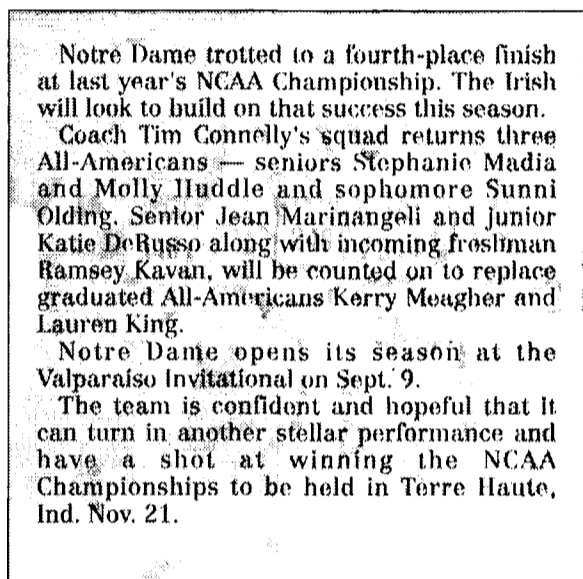 Notre Dame trotted to a fourth-place finish
at last year's NCAA Championship. The Irish
will look to build on that success this season.
Coach Tim Connelly's squad returns three
All-Americans — seniors Stephanie Madia
and Molly Huddle and sophomore Sunni
Olding. Senior Jean Marinangeli and junior
Katie DeRusso along with incoming freshman
Ramsey Kavan, will be counted on to replace
graduated All-Americans Kerry Meagher and
Lauren King.
Notre Dame opens its season at the
Valparaiso Invitational on Sept. 9.
The team is confident and hopeful that it
can turn in another stellar performance and
have a shot at winning the NCAA
Championships to be held in Terre Haute,
Ind. Nov. 21.